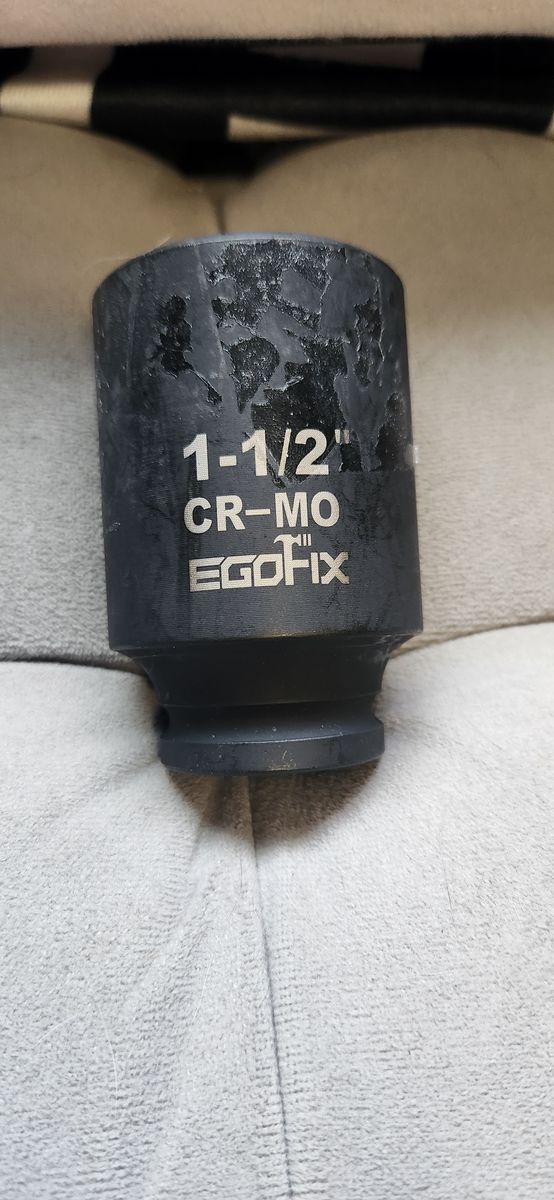 1-1/2"
CR-MO
EGOFIX